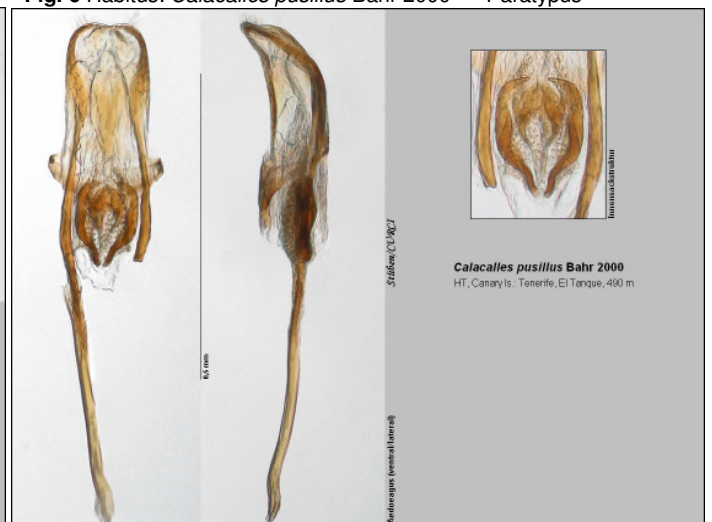 Fig. 6 Habitus: Calacalles pusillus Bahr 2000 Paratypus
Innensackstruktur
Stüben/CURCI
Calacalles pusillus Bahr 2000
HT, Canary Is.: Tenerife, El Tanque, 490 m
0,5 mm
Aedoeagus (ventral/lateral)